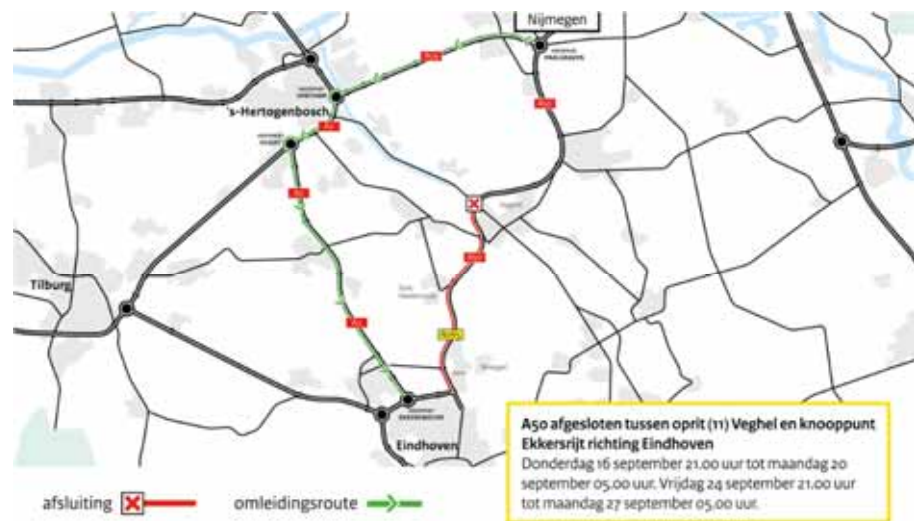 Nijmegen
's-Hertogenbosch
A59
A50
A2
A2
A50
Tilburg
A2
Eindhoven
A50 afgesloten tussen oprit (11) Veghel en knooppunt
Ekkersrijt richting Eindhoven
Donderdag 16 september 21.00 uur tot maandag 20
september 05.00 uur. Vrijdag 24 september 21.00 uur
tot maandag 27 september 05.00 uur.
afsluiting
omleidingsroute